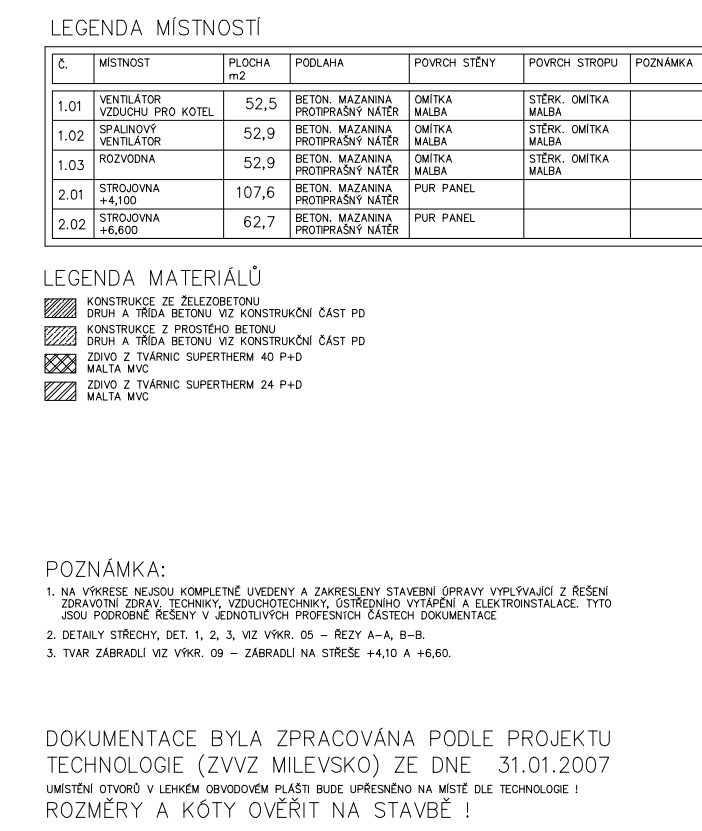 LEGENDA MÍSTNOSTÍ
Č. MÍSTNOST PLOCHA PODLAHA POVRCH STĚNY POVRCH STROPU POZNÁMKA
m2
1.01 VENTILÁTOR 52,5 BETON. MAZANINA OMÍTKA STĚRK. OMÍTKA
VZDUCHU PRO KOTEL PROTIPRAŠNÝ NÁTĚR MALBA MALBA
1.02 SPALINOVÝ 52,9 BETON. MAZANINA OMÍTKA STĚRK. OMÍTKA
VENTILÁTOR PROTIPRAŠNÝ NÁTĚR MALBA MALBA
1.03 ROZVODNA 52,9 BETON. MAZANINA OMÍTKA STĚRK. OMÍTKA
PROTIPRAŠNÝ NÁTĚR MALBA MALBA
2.01 STROJOVNA 107,6 BETON. MAZANINA PUR PANEL
+4,100 PROTIPRAŠNÝ NÁTĚR
2.02 STROJOVNA 62,7 BETON. MAZANINA PUR PANEL
+6,600 PROTIPRAŠNÝ NÁTĚR
LEGENDA MATERIÁLŮ
KONSTRUKCE ZE ŽELEZOBETONU
DRUH A TŘÍDA BETONU VIZ KONSTRUKČNÍ ČÁST PD
KONSTRUKCE Z PROSTÉHO BETONU
DRUH A TŘÍDA BETONU VIZ KONSTRUKČNÍ ČÁST PD
ZDIVO Z TVÁRNIC SUPERTHERM 40 P+D
MALTA MVC
ZDIVO Z TVÁRNIC SUPERTHERM 24 P+D
MALTA MVC
POZNÁMKA:
1. NA VÝKRESE NEJSOU KOMPLETNĚ UVEDENY A ZAKRESLENY STAVEBNÍ ÚPRAVY VYPLÝVAJÍCÍ Z ŘEŠENÍ
ZDRAVOTNÍ ZDRAV. TECHNIKY, VZDUCHOTECHNIKY, ÚSTŘEDNÍHO VYTÁPĚNÍ A ELEKTROINSTALACE. TYTO
JSOU PODROBNĚ ŘEŠENY V JEDNOTLIVÝCH PROFESNÍCH ČÁSTECH DOKUMENTACE
2. DETAILY STŘECHY, DET. 1, 2, 3, VIZ VÝKR. 05 – ŘEZY A–A, B–B.
3. TVAR ZÁBRADLÍ VIZ VÝKR. 09 – ZÁBRADLÍ NA STŘEŠE +4,10 A +6,60.
DOKUMENTACE BYLA ZPRACOVÁNA PODLE PROJEKTU
TECHNOLOGIE (ZVVZ MILEVSKO) ZE DNE 31.01.2007
UMÍSTĚNÍ OTVORŮ V LEHKÉM OBVODOVÉM PLÁŠTI BUDE UPŘESNĚNO NA MÍSTĚ DLE TECHNOLOGIE !
ROZMĚRY A KÓTY OVĚŘIT NA STAVBĚ !